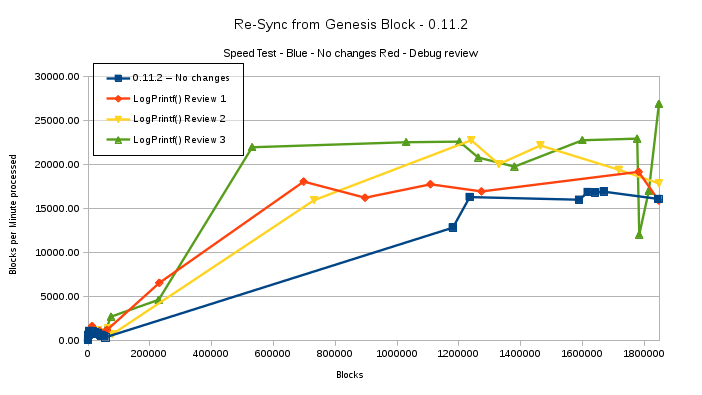 Re-Sync from Genesis Block - 0.11.2
Speed Test - Blue - No changes Red - Debug review
30000.00
25000.00
20000.00
15000.00
10000.00
5000.00
0.00
0.11.2 – No changes
LogPrintf() Review 1
LogPrintf() Review 2
LogPrintf() Review 3
Blocks per Minute processed
0 200000 400000 600000 800000 1000000 1200000 1400000 1600000 1800000
Blocks